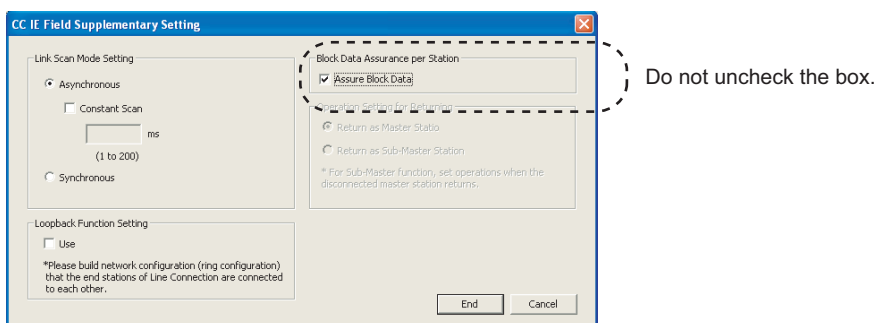 CC IE Field Supplementary Setting
Link Scan Mode Setting
Asynchronous
Constant Scan
ms
(1 to 200)
Synchronous
Block Data Assurance per Station
Assure Block Data
Operation Setting for Returning
Return as Master Statio
Return as Sub-Master Station
* For Sub-Master function, set operations when the
disconnected master station returns.
Loopback Function Setting
Use
*Please build network configuration (ring configuration)
that the end stations of Line Connection are connected
to each other.
End
Cancel
Do not uncheck the box.